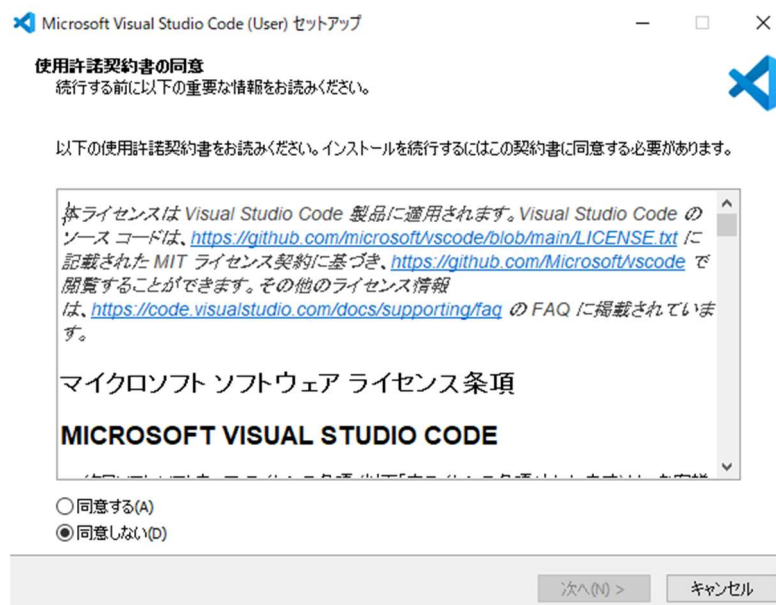 Microsoft Visual Studio Code (User) セットアップ
使用許諾契約書の同意
続行する前に以下の重要な情報をお読みください。
以下の使用許諾契約書をお読みください。インストールを続行するにはこの契約書に同意する必要があります。
本ライセンスは Visual Studio Code 製品に適用されます。Visual Studio Code の
ソース コードは、https://github.com/microsoft/vscode/blob/main/LICENSE.txt に
記載された MIT ライセンス契約に基づき、https://github.com/Microsoft/vscode で
閲覧することができます。その他のライセンス情報
は、https://code.visualstudio.com/docs/supporting/faq の FAQ に掲載されていま
す。
マイクロソフト ソフトウェア ライセンス条項
MICROSOFT VISUAL STUDIO CODE
同意する(A)
同意しない(D)
次へ(N) >
キャンセル